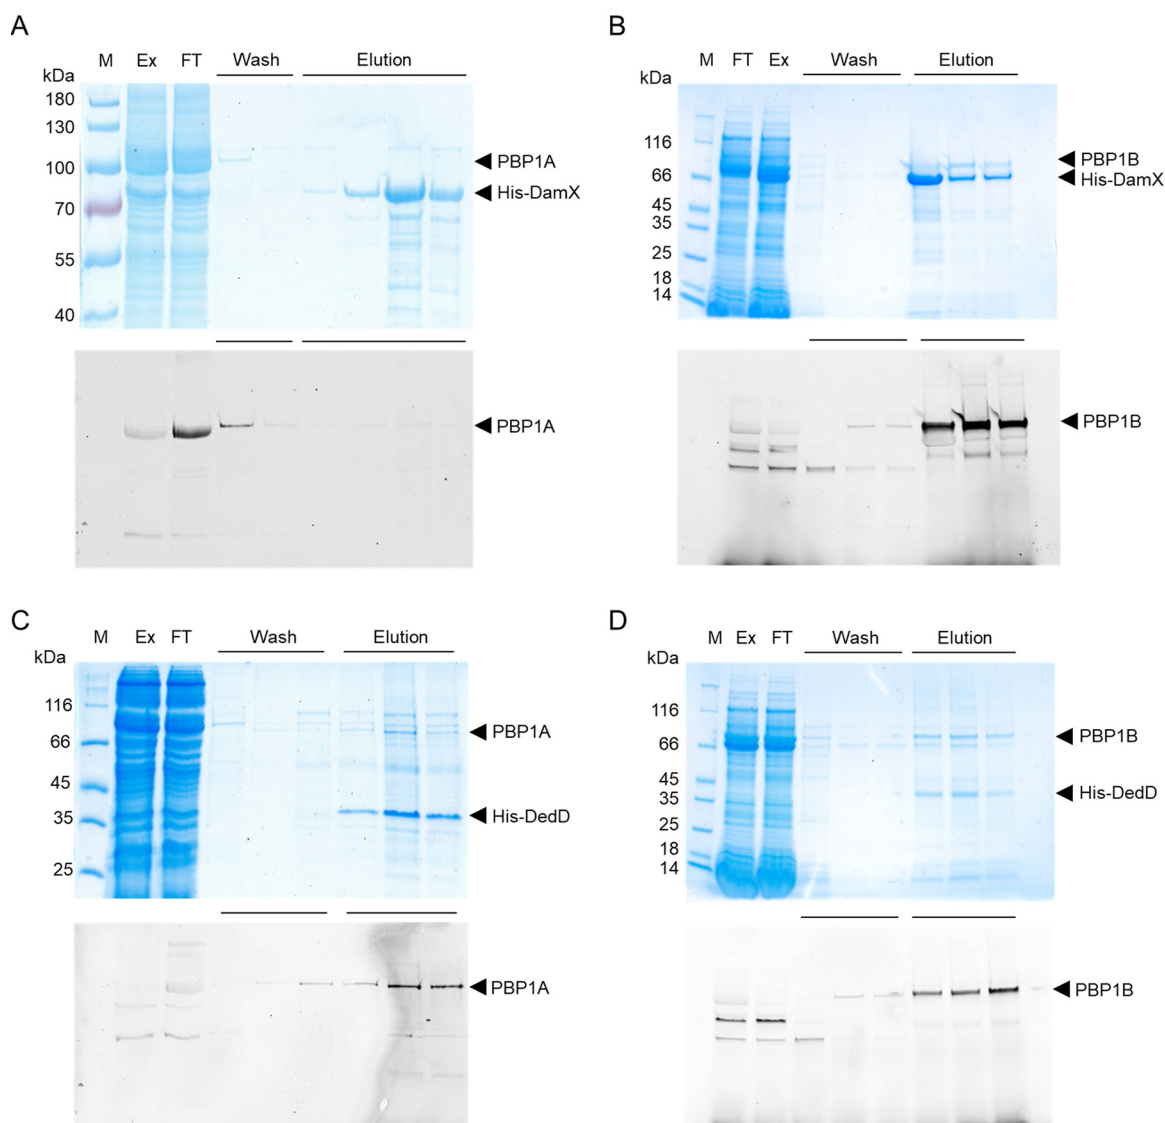 A
M Ex FT Wash Elution
kDa
180
130
100
70
55
40
PBP1A
His-DamX
PBP1A
B
M FT Ex Wash Elution
kDa
116
66
45
35
25
18
14
PBP1B
His-DamX
PBP1B
C
M Ex FT Wash Elution
kDa
116
66
45
35
25
PBP1A
His-DedD
PBP1A
D
M Ex FT Wash Elution
kDa
116
66
45
35
25
18
14
PBP1B
His-DedD
PBP1B